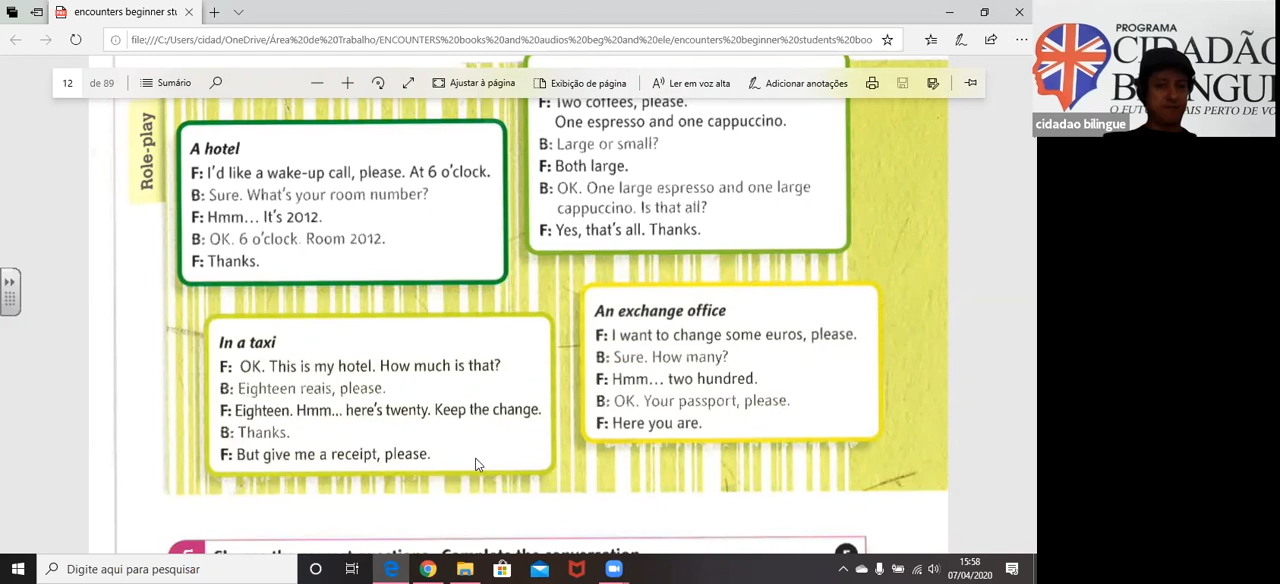 encounters beginner stu
file:///C:/Users/cidad/OneDrive/Área%20de%20Trabalho/ENCOUNTERS%20books%20and%20audios%20beg%20and%20ele/encounters%20beginner%20students%20boo
12 de 89 Sumário Ajustar à página Exibição de página Ler em voz alta Adicionar anotações
PROGRAMA
CIDADÃO
BILÍNGUE
cidadao bilingue
Role-play
A hotel
F: I'd like a wake-up call, please. At 6 o'clock.
B: Sure. What's your room number?
F: Hmm... It's 2012.
B: OK. 6 o'clock. Room 2012.
F: Thanks.
F: Two coffees, please.
One espresso and one cappuccino.
B: Large or small?
F: Both large.
B: OK. One large espresso and one large
cappuccino. Is that all?
F: Yes, that's all. Thanks.
In a taxi
F: OK. This is my hotel. How much is that?
B: Eighteen reais, please.
F: Eighteen. Hmm... here's twenty. Keep the change.
B: Thanks.
F: But give me a receipt, please.
An exchange office
F: I want to change some euros, please.
B: Sure. How many?
F: Hmm... two hundred.
B: OK. Your passport, please.
F: Here you are.
Complete the conversation
Digite aqui para pesquisar
15:58
07/04/2020